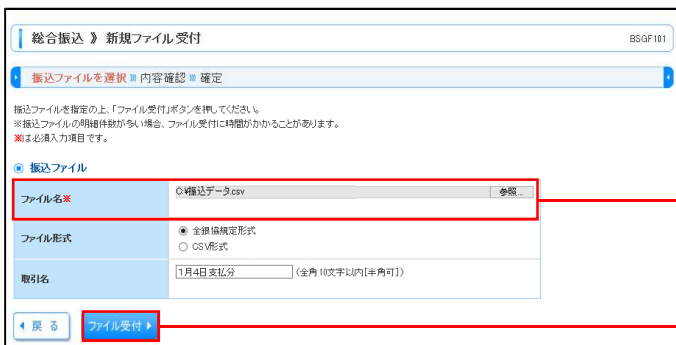 総合振込 》 新規ファイル受付
BSGF101
振込ファイルを選択 ⫸ 内容確認 ⫸ 確定
振込ファイルを指定の上、「ファイル受付」ボタンを押してください。
※振込ファイルの明細件数が多い場合、ファイル受付に時間がかかることがあります。
※は必須入力項目です。
振込ファイル
ファイル名※ C:¥振込データ.csv 参照...
ファイル形式 全銀協規定形式
CSV形式
取引名 1月4日支払分 (全角10文字以内[半角可])
戻る ファイル受付